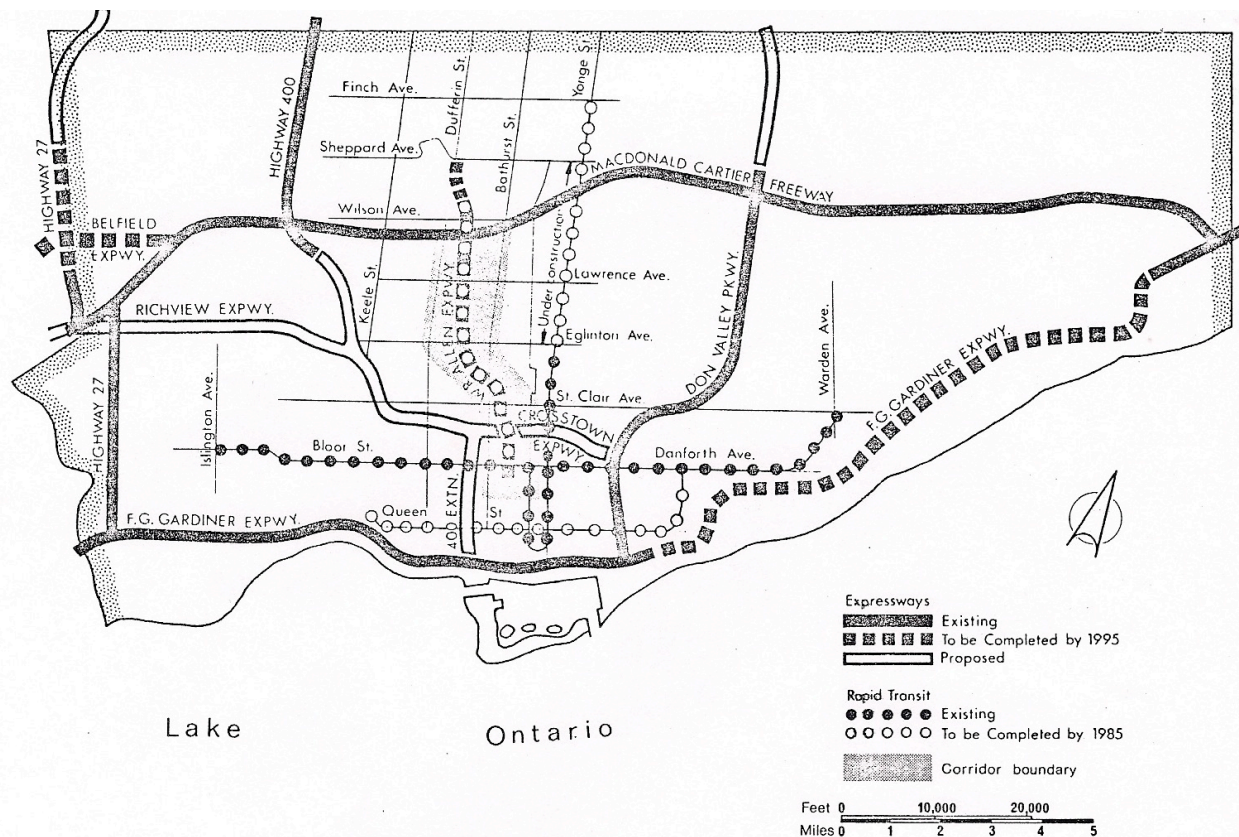 Finch Ave.
Sheppard Ave.
Wilson Ave.
Dufferin St.
Bathurst St.
Yonge St.
HIGHWAY 400
HIGHWAY 27
BELFIELD
EXPWY.
MACDONALD CARTIER FREEWAY
RICHVIEW EXPWY.
Keele St.
W.R. ALLEN EXPWY
Under construction
Lawrence Ave.
Eglinton Ave.
DON VALLEY PKWY.
Warden Ave.
F.G. GARDINER EXPWY.
HIGHWAY 27
Islington Ave.
St. Clair Ave.
CROSSTOWN
EXPWY
Bloor St.
Danforth Ave.
Queen St
400 EXTN.
F.G. GARDINER EXPWY.
Lake Ontario
Expressways
Existing
To be Completed by 1995
Proposed
Rapid Transit
Existing
To be Completed by 1985
Corridor boundary
Feet 0 10,000 20,000
Miles 0 1 2 3 4 5